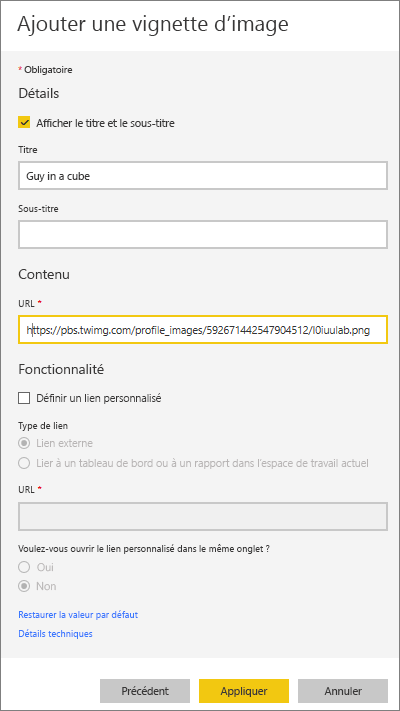 Ajouter une vignette d’image
* Obligatoire
Détails
Afficher le titre et le sous-titre
Titre
Guy in a cube
Sous-titre
Contenu
URL *
https://pbs.twimg.com/profile_images/592671442547904512/l0iuulab.png
Fonctionnalité
Définir un lien personnalisé
Type de lien
Lien externe
Lier à un tableau de bord ou à un rapport dans l'espace de travail actuel
URL *
Voulez-vous ouvrir le lien personnalisé dans le même onglet ?
Oui
Non
Restaurer la valeur par défaut
Détails techniques
Précédent
Appliquer
Annuler